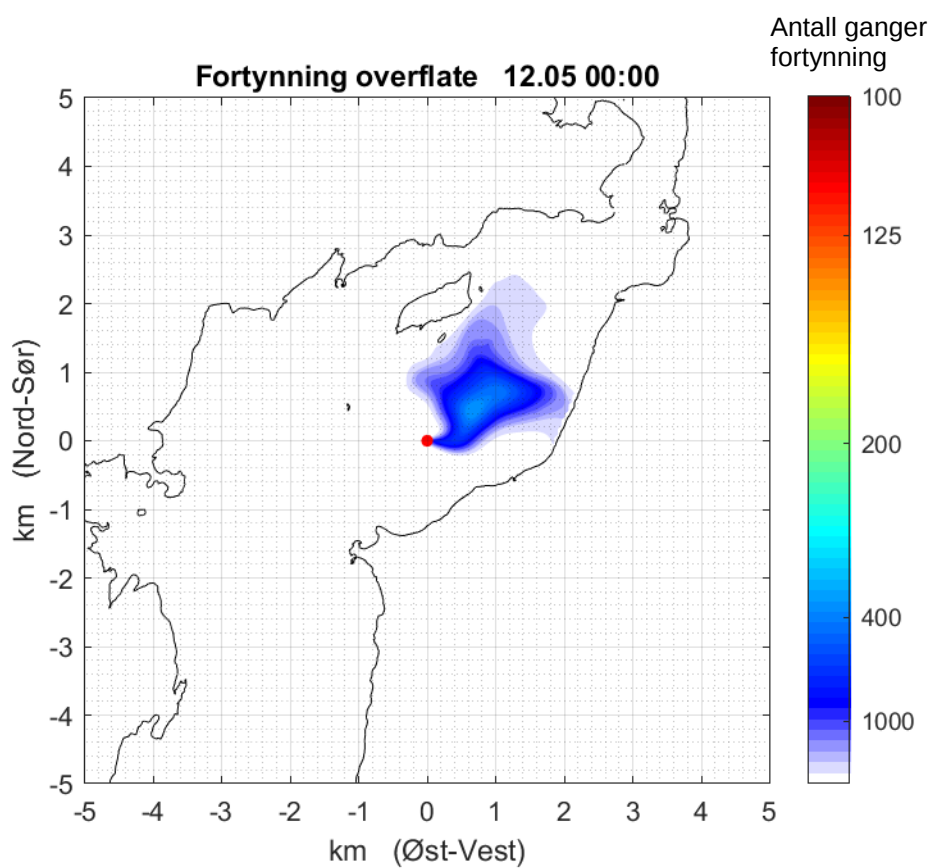 Antall ganger
fortynning
Fortynning overflate 12.05 00:00
5
4
3
2
1
0
-1
-2
-3
-4
-5
km (Nord-Sør)
-5 -4 -3 -2 -1 0 1 2 3 4 5
km (Øst-Vest)
100
125
200
400
1000